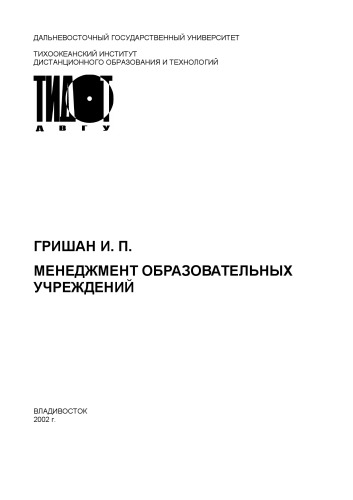 ДАЛЬНЕВОСТОЧНЫЙ ГОСУДАРСТВЕННЫЙ УНИВЕРСИТЕТ
ТИХООКЕАНСКИЙ ИНСТИТУТ
ДИСТАНЦИОННОГО ОБРАЗОВАНИЯ И ТЕХНОЛОГИЙ
ТИДОТ
ДВГУ
ГРИШАН И. П.
МЕНЕДЖМЕНТ ОБРАЗОВАТЕЛЬНЫХ
УЧРЕЖДЕНИЙ
ВЛАДИВОСТОК
2002 г.